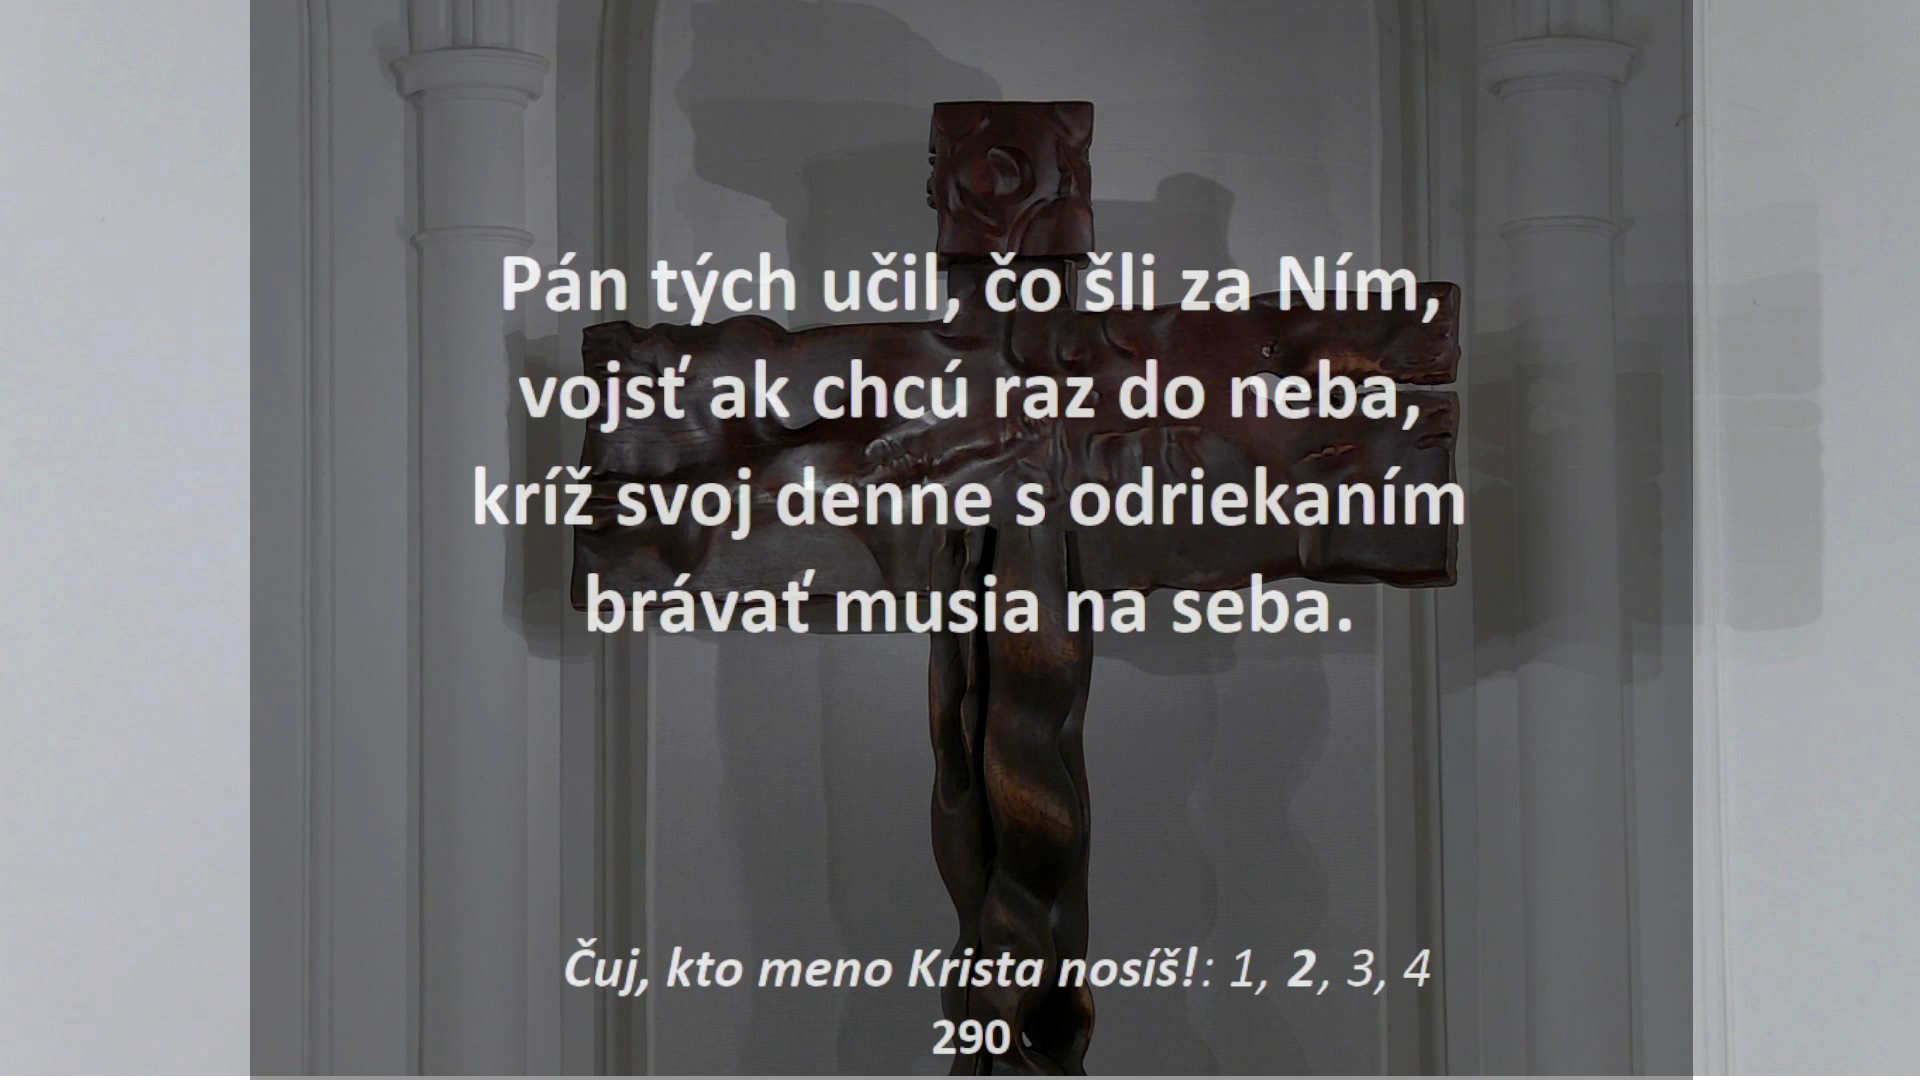 Pán tých učil, čo šli za Ním,
vojsť ak chcú raz do neba,
kríž svoj denne s odriekaním
brávať musia na seba.
Čuj, kto meno Krista nosíš!: 1, 2, 3, 4
290